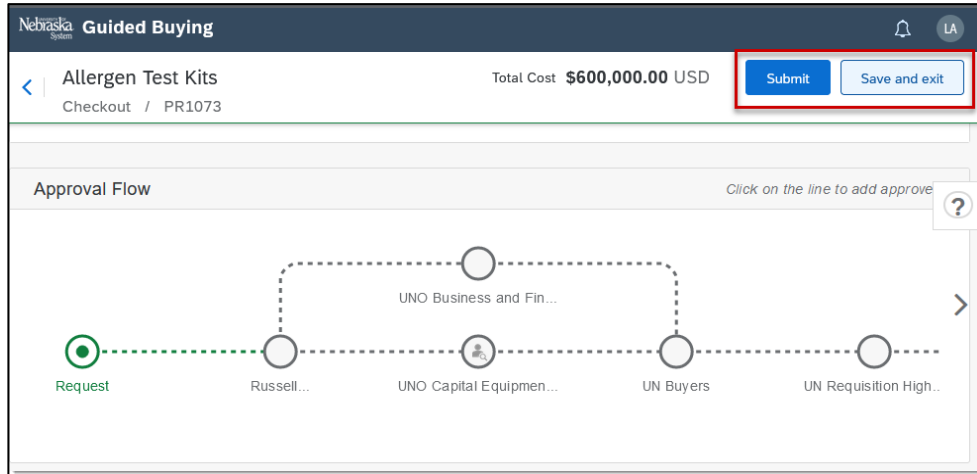 Nebraska System Guided Buying LA
Allergen Test Kits Total Cost $600,000.00 USD Submit Save and exit
Checkout / PR1073
Approval Flow Click on the line to add approve
?
UNO Business and Fin...
Request Russell... UNO Capital Equipmen... UN Buyers UN Requisition High..